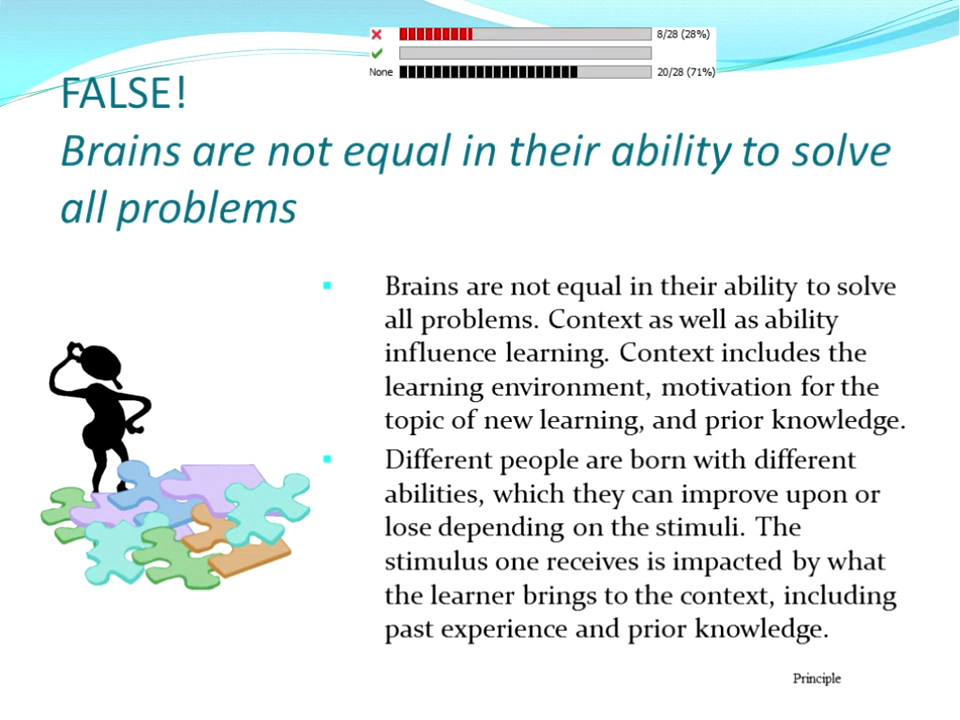 8/28 (28%)
None 20/28 (71%)
FALSE!
Brains are not equal in their ability to solve
all problems
Brains are not equal in their ability to solve
all problems. Context as well as ability
influence learning. Context includes the
learning environment, motivation for the
topic of new learning, and prior knowledge.
Different people are born with different
abilities, which they can improve upon or
lose depending on the stimuli. The
stimulus one receives is impacted by what
the learner brings to the context, including
past experience and prior knowledge.
Principle